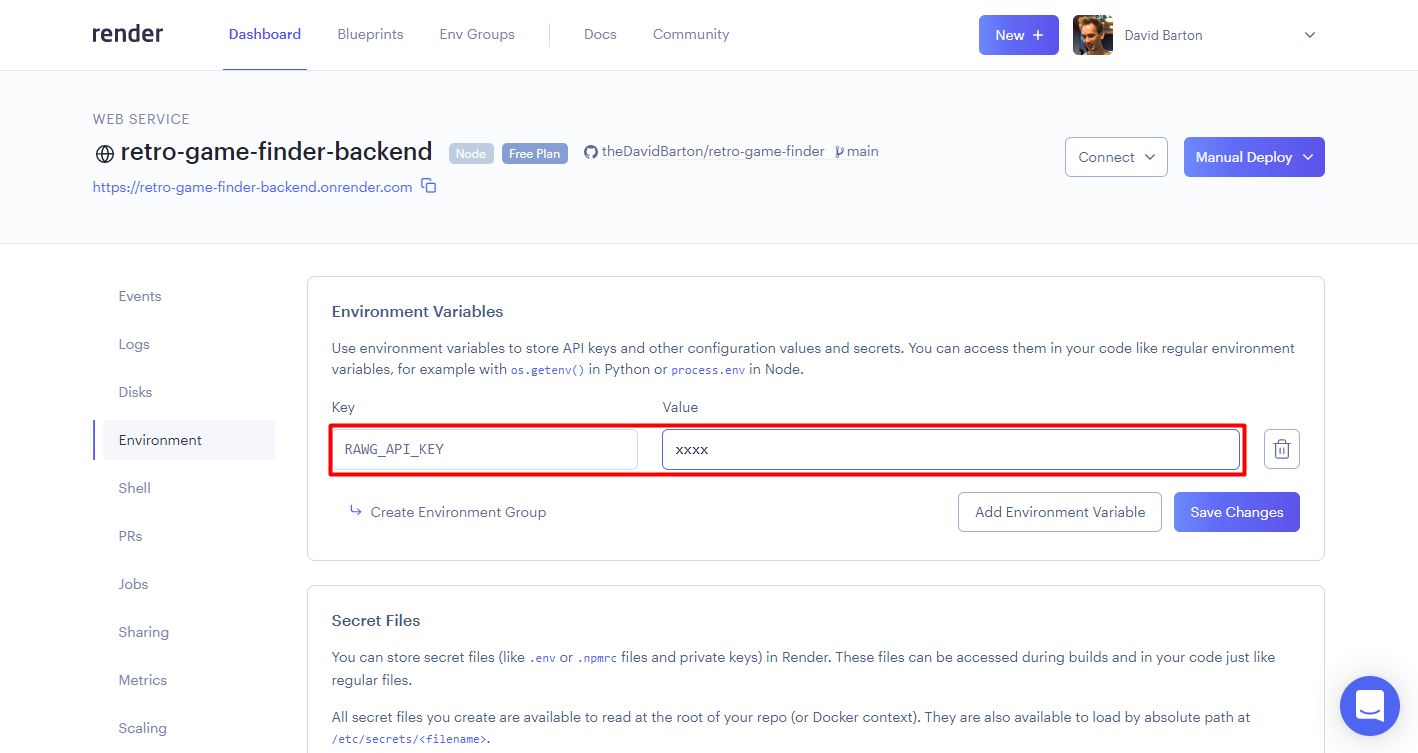 render Dashboard Blueprints Env Groups Docs Community New + David Barton
WEB SERVICE
retro-game-finder-backend Node Free Plan theDavidBarton/retro-game-finder main
Connect Manual Deploy
https://retro-game-finder-backend.onrender.com
Events
Logs
Disks
Environment
Shell
PRs
Jobs
Sharing
Metrics
Scaling
Environment Variables
Use environment variables to store API keys and other configuration values and secrets. You can access them in your code like regular environment
variables, for example with os.getenv() in Python or process.env in Node.
Key Value
RAWG_API_KEY xxxx
Create Environment Group Add Environment Variable Save Changes
Secret Files
You can store secret files (like .env or .npmrc files and private keys) in Render. These files can be accessed during builds and in your code just like
regular files.
All secret files you create are available to read at the root of your repo (or Docker context). They are also available to load by absolute path at
/etc/secrets/<filename>.